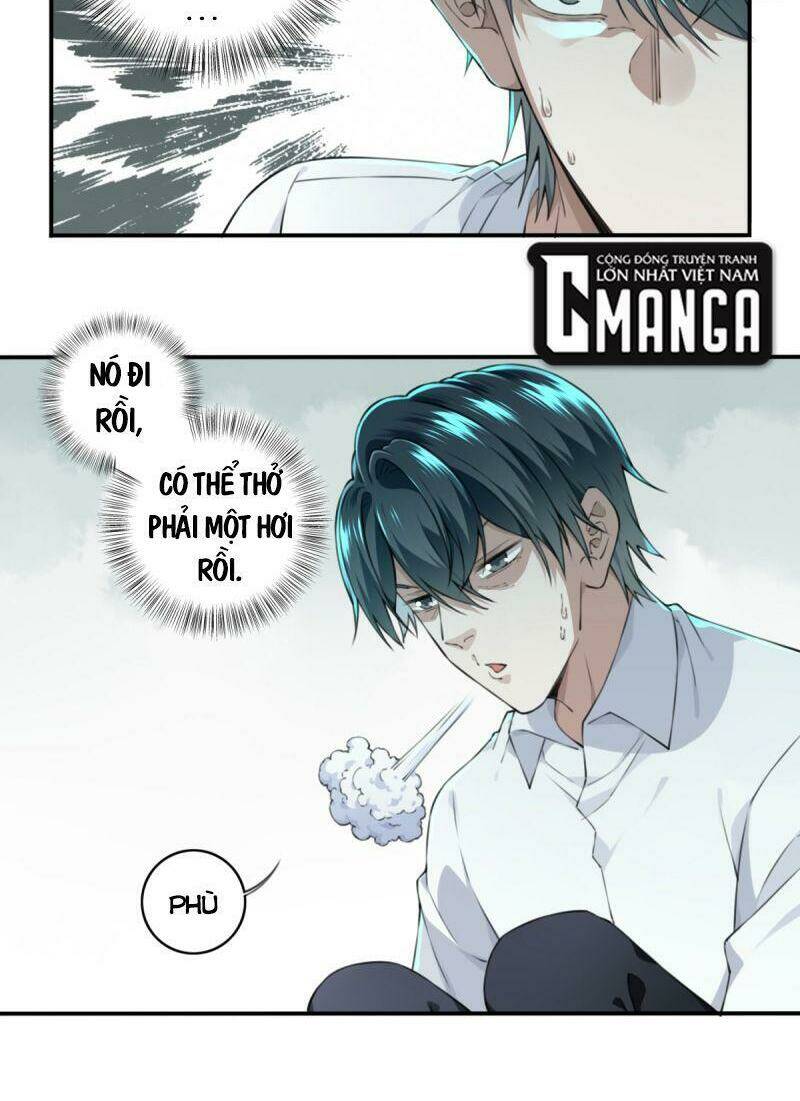 ...
CỘNG ĐỒNG TRUYỆN TRANH
LỚN NHẤT VIỆT NAM
CMANGA
NÓ ĐI
RỒI,
CÓ THỂ THỞ
PHẢI MỘT HƠI
RỒI.
PHÙ